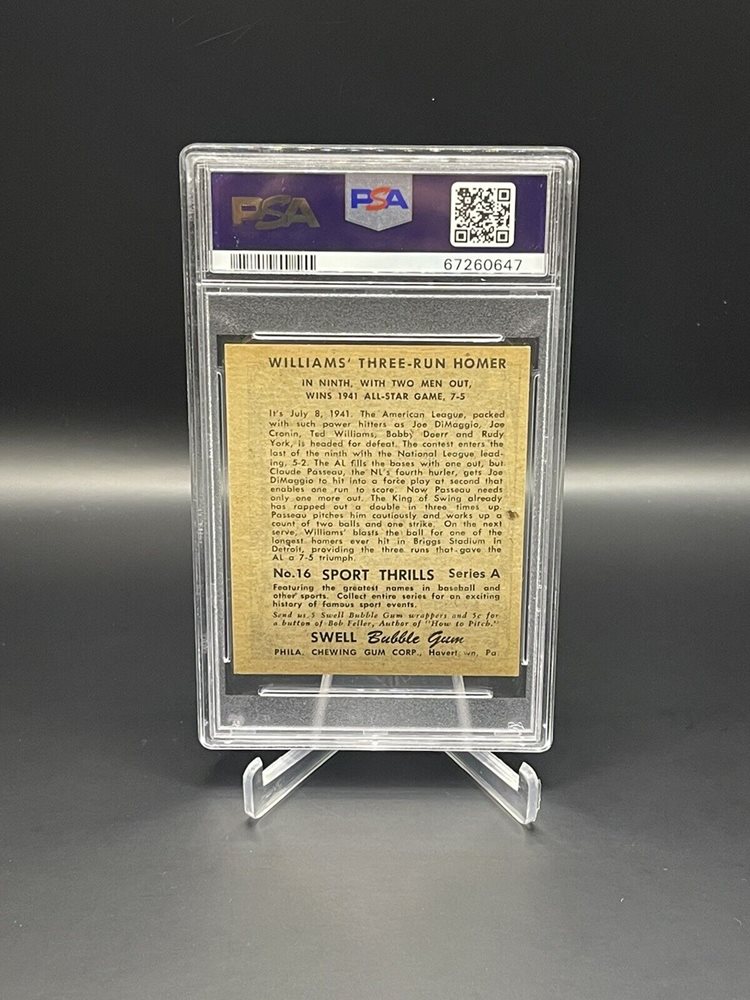 PSA
PSA
67260647
WILLIAMS' THREE-RUN HOMER
IN NINTH, WITH TWO MEN OUT,
WINS 1941 ALL-STAR GAME, 7-5
It's July 8, 1941. The American League, packed
with such power hitters as Joe DiMaggio, Joe
Cronin, Ted Williams, Bobby Doerr and Rudy
York, is headed for defeat. The contest enters the
last of the ninth with the National League lead-
ing, 5-2. The AL fills the bases with one out, but
Claude Passeau, the NL's fourth hurler, gets Joe
DiMaggio to hit into a force play at second that
enables one run to score. Now Passeau needs
only one more out. The King of Swing already
has rapped out a double in three times up.
Passeau pitches him cautiously and works up a
count of two balls and one strike. On the next
serve, Williams' blasts the ball for one of the
longest homers ever hit in Briggs Stadium in
Detroit, providing the three runs that gave the
AL a 7-5 triumph.
No.16 SPORT THRILLS Series A
Featuring the greatest names in baseball and
other sports. Collect entire series for an exciting
history of famous sport events.
Send us 5 Swell Bubble Gum wrappers and 5c for
a button of Bob Feller, Author of "How to Pitch."
SWELL Bubble Gum
PHILA. CHEWING GUM CORP., Havertown, Pa.